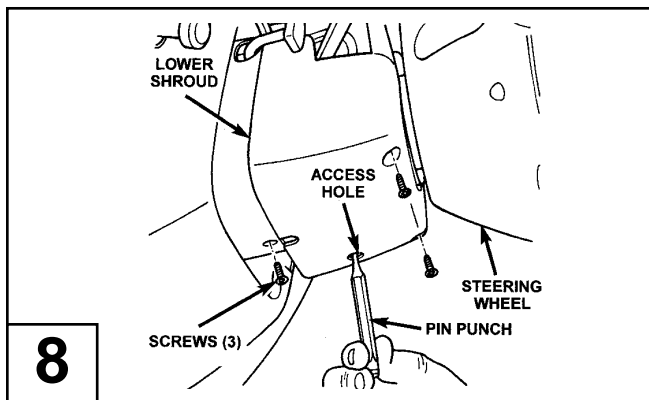 LOWER
SHROUD
ACCESS
HOLE
STEERING
WHEEL
SCREWS (3)
PIN PUNCH
8